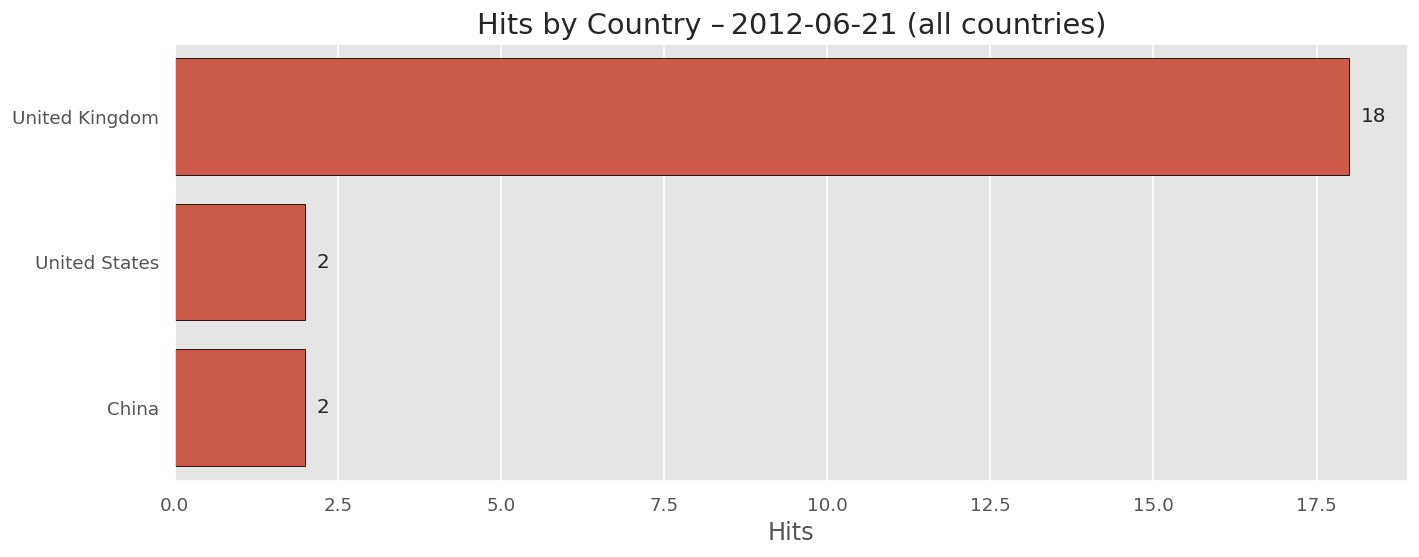 Hits by Country – 2012-06-21 (all countries)
United Kingdom
18
United States
2
China
2
0.0 2.5 5.0 7.5 10.0 12.5 15.0 17.5
Hits